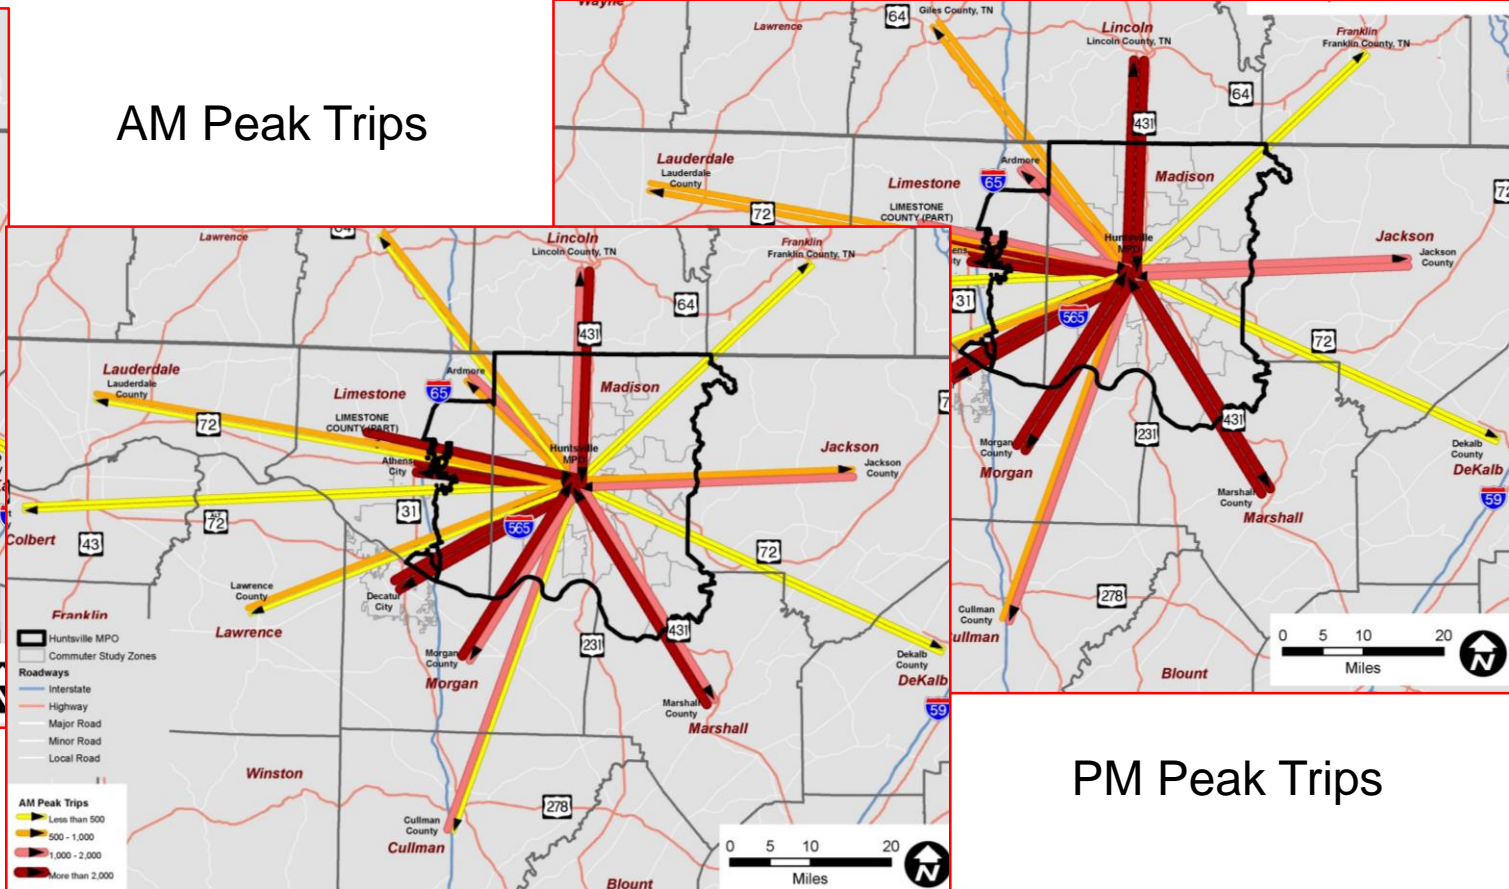 AM Peak Trips
Lawrence
64
Giles County, TN
Lincoln
Lincoln County, TN
Franklin
Franklin County, TN
64
431
Lauderdale
Lauderdale
County
72
Limestone
LIMESTONE
COUNTY (PART)
65
Ardmore
Madison
Huntsville
MPO
Jackson
Jackson
County
31
565
72
431
231
Morgan
County
Morgan
Marshall
County
Marshall
Dekalb
County
DeKalb
59
278
Cullman
County
Blount
0 5 10 20
Miles
N
PM Peak Trips
Lawrence
Lincoln
Lincoln County, TN
Franklin
Franklin County, TN
64
431
Lauderdale
Lauderdale
County
72
Limestone
LIMESTONE
COUNTY (PART)
65
Ardmore
Madison
Huntsville
MPO
Athens
City
Jackson
Jackson
County
Colbert
43
ALT
72
31
565
72
Lawrence
County
Lawrence
Decatur
City
Franklin
Morgan
County
Morgan
231
431
Marshall
County
Marshall
Dekalb
County
DeKalb
59
Winston
278
Cullman
County
Cullman
Blount
Huntsville MPO
Commuter Study Zones
Roadways
Interstate
Highway
Major Road
Minor Road
Local Road
AM Peak Trips
Less than 500
500 - 1,000
1,000 - 2,000
More than 2,000
0 5 10 20
Miles
N